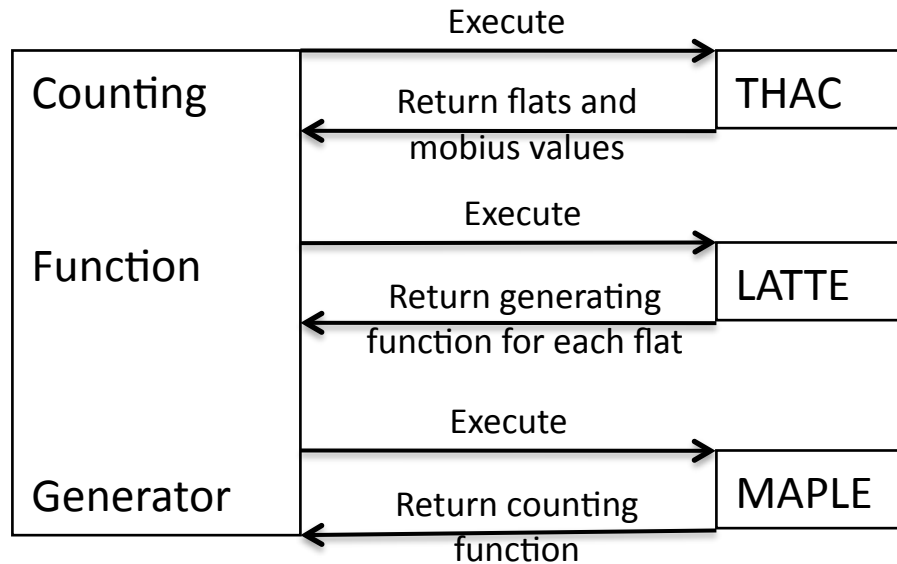 Execute
Counting
THAC
Return flats and
mobius values
Execute
Function
LATTE
Return generating
function for each flat
Execute
Generator
MAPLE
Return counting
function